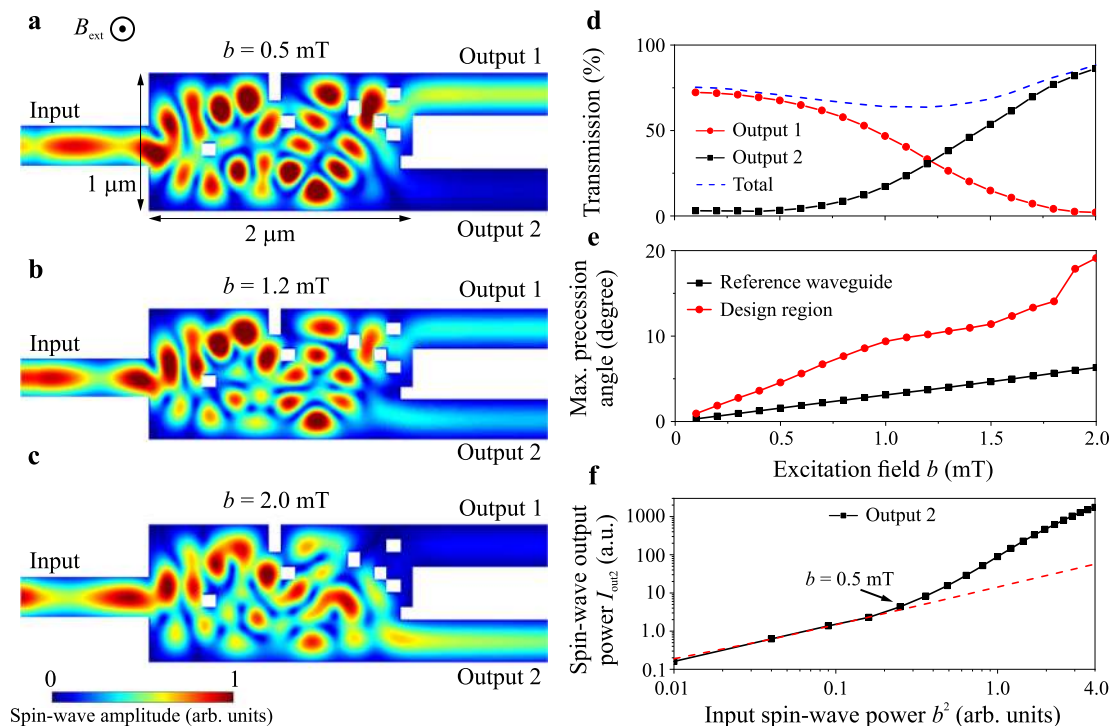 a
B_ext
b = 0.5 mT
Output 1
Input
1 μm
2 μm
Output 2
b
b = 1.2 mT
Output 1
Input
Output 2
c
b = 2.0 mT
Output 1
Input
Output 2
0
1
Spin-wave amplitude (arb. units)
d
Transmission (%)
100
50
0
Output 1
Output 2
Total
e
Max. precession
angle (degree)
20
10
0
Reference waveguide
Design region
0
0.5
1.0
1.5
2.0
Excitation field b (mT)
f
Spin-wave output
power I_out2 (a.u.)
1000
100
10
1.0
0.1
Output 2
b = 0.5 mT
0.01
0.1
1.0
4.0
Input spin-wave power b² (arb. units)